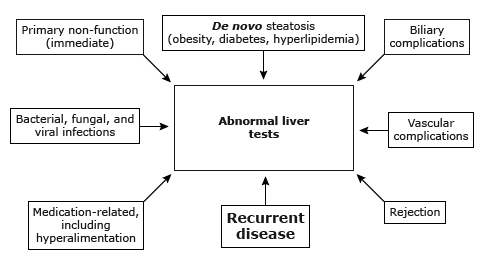 Primary non-function
(immediate)
De novo steatosis
(obesity, diabetes, hyperlipidemia)
Biliary
complications
Bacterial, fungal, and
viral infections
Abnormal liver
tests
Vascular
complications
Medication-related,
including
hyperalimentation
Recurrent
disease
Rejection